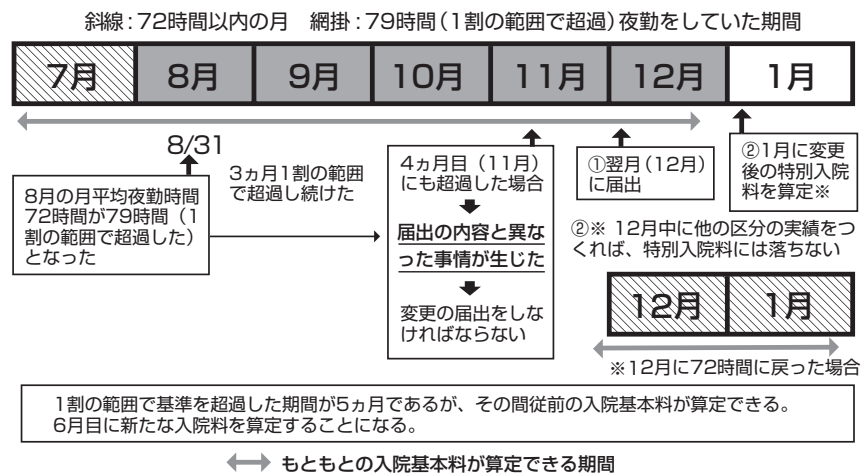 斜線：72時間以内の月　網掛：79時間（1割の範囲で超過）夜勤をしていた期間
7月
8月
9月
10月
11月
12月
1月
8/31
8月の月平均夜勤時間
72時間が79時間（1
割の範囲で超過した）
となった
3ヵ月1割の範囲
で超過し続けた
4ヵ月目（11月）
にも超過した場合
届出の内容と異な
った事情が生じた
変更の届出をしな
ければならない
①翌月（12月）
に届出
②1月に変更
後の特別入院
料を算定※
②※ 12月中に他の区分の実績をつ
くれば、特別入院料には落ちない
12月
1月
※12月に72時間に戻った場合
1割の範囲で基準を超過した期間が5ヵ月であるが、その間従前の入院基本料が算定できる。
6月目に新たな入院料を算定することになる。
もともとの入院基本料が算定できる期間